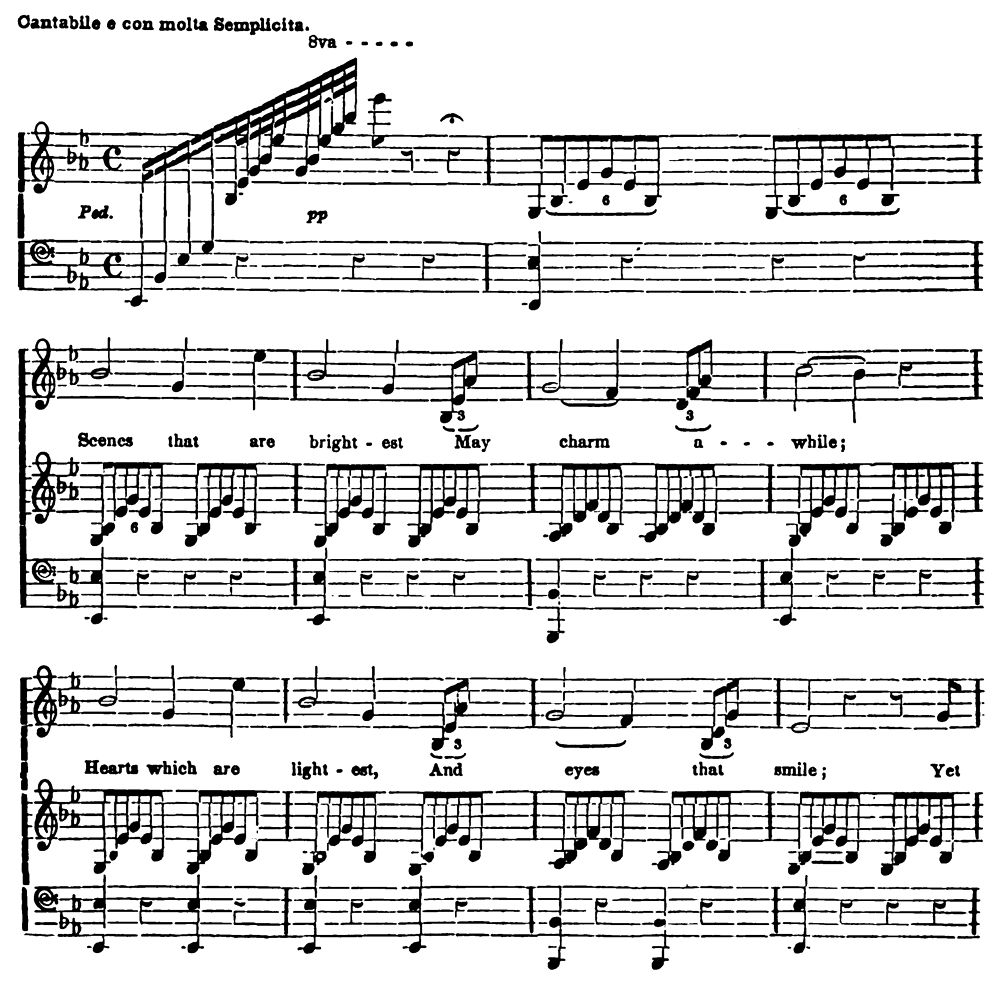 Cantabile e con molta Semplicita.
8va - - - - -
Ped. pp 6 6
3 3
Scenes that are bright - est May charm a - - - while;
6
3 3
Hearts which are light - est, And eyes that smile; Yet